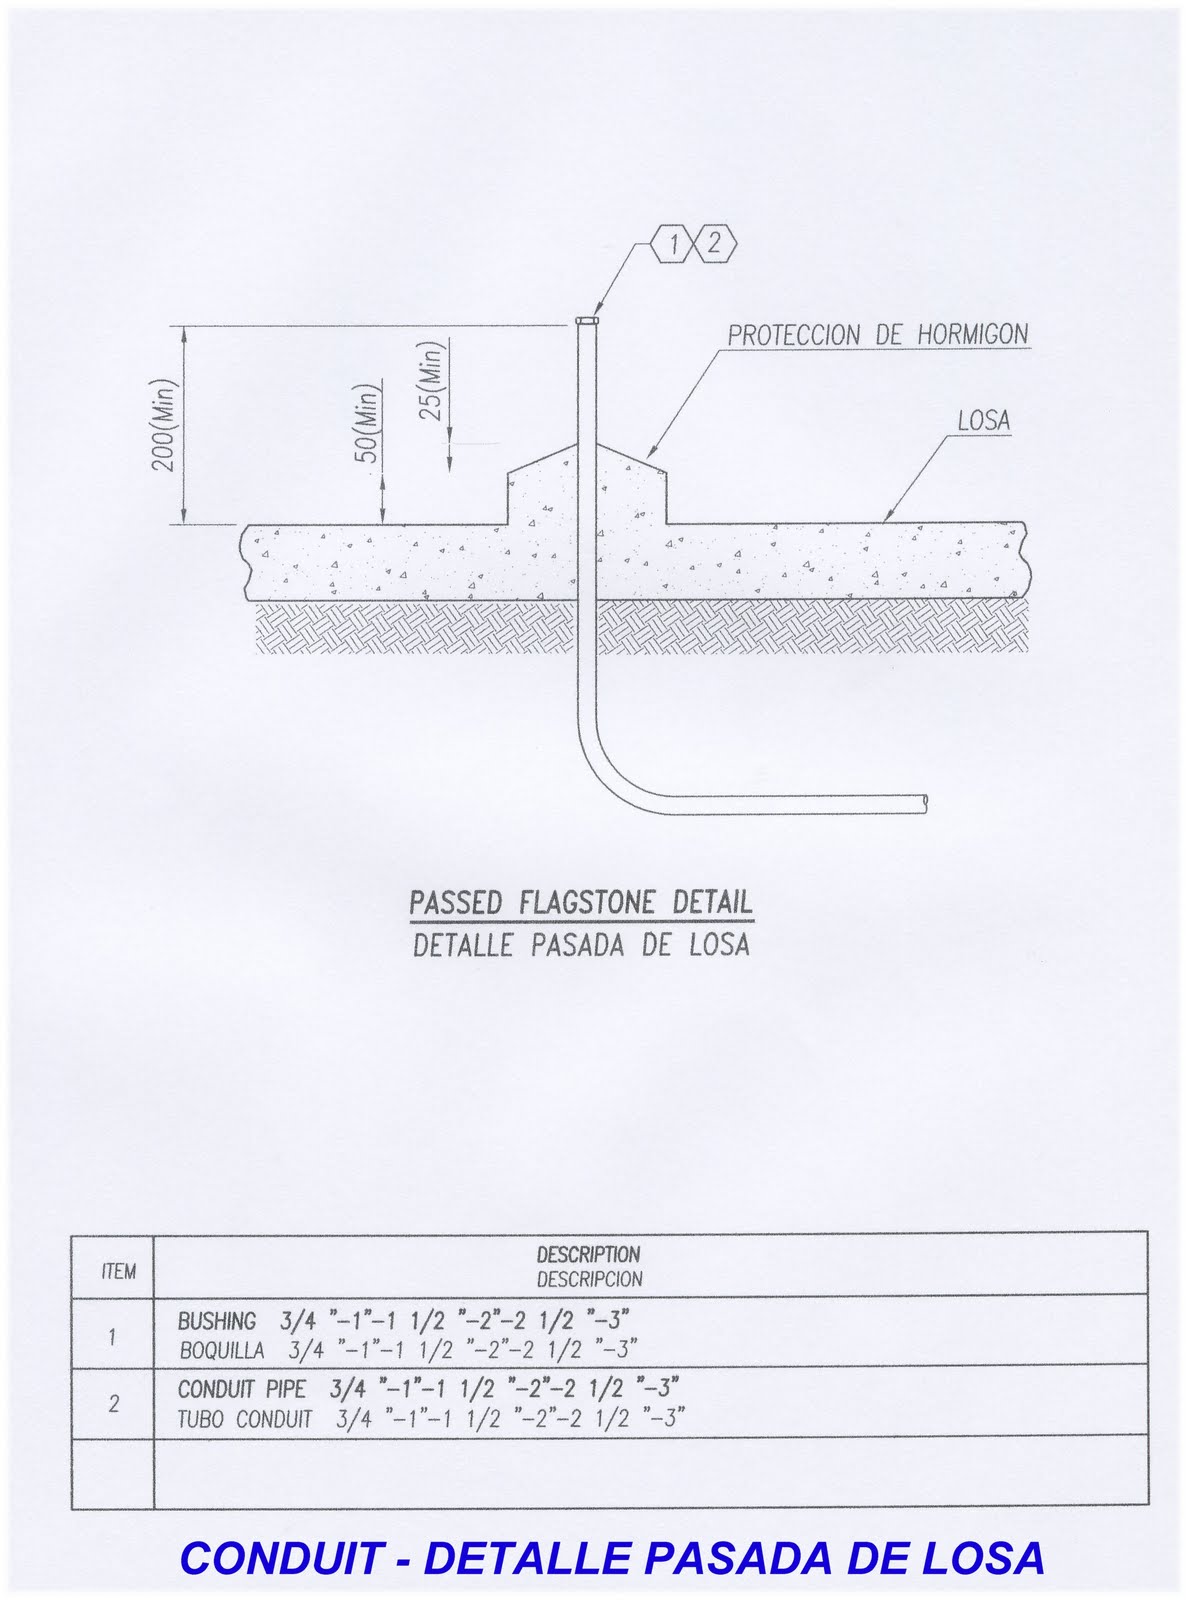 1 2
PROTECCION DE HORMIGON
LOSA
200(Min)
50(Min)
25(Min)
PASSED FLAGSTONE DETAIL
DETALLE PASADA DE LOSA
ITEM
DESCRIPTION
DESCRIPCION
1
BUSHING 3/4 "-1"-1 1/2 "-2"-2 1/2 "-3"
BOQUILLA 3/4 "-1"-1 1/2 "-2"-2 1/2 "-3"
2
CONDUIT PIPE 3/4 "-1"-1 1/2 "-2"-2 1/2 "-3"
TUBO CONDUIT 3/4 "-1"-1 1/2 "-2"-2 1/2 "-3"
CONDUIT - DETALLE PASADA DE LOSA